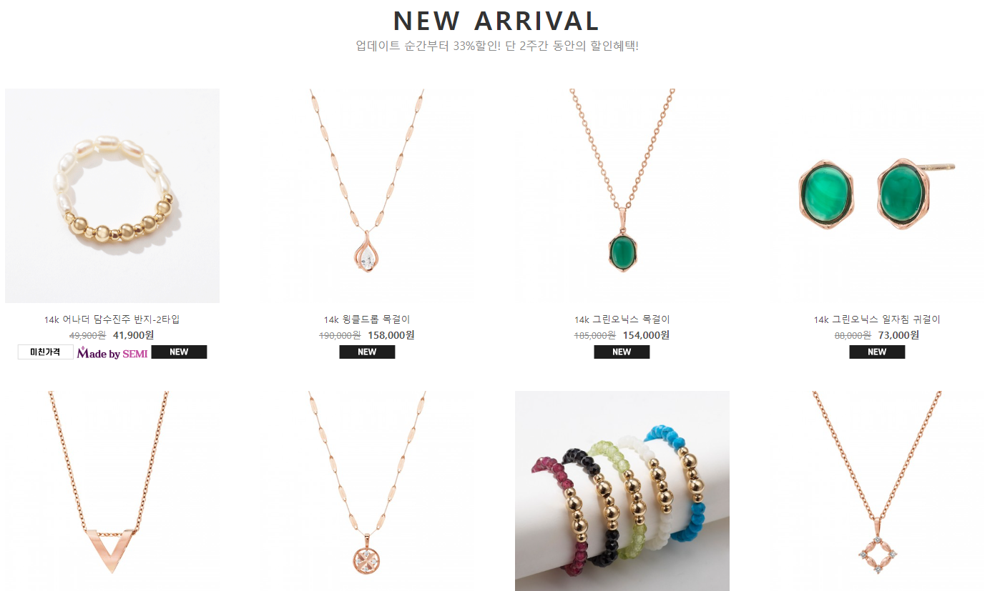 NEW ARRIVAL
업데이트 순간부터 33%할인! 단 2주간 동안의 할인혜택!
14k 어나더 담수진주 반지-2타입
49,900원 41,900원
미친가격 Made by SEMI NEW
14k 윙클드롭 목걸이
190,000원 158,000원
NEW
14k 그린오닉스 목걸이
185,000원 154,000원
NEW
14k 그린오닉스 일자침 귀걸이
88,000원 73,000원
NEW